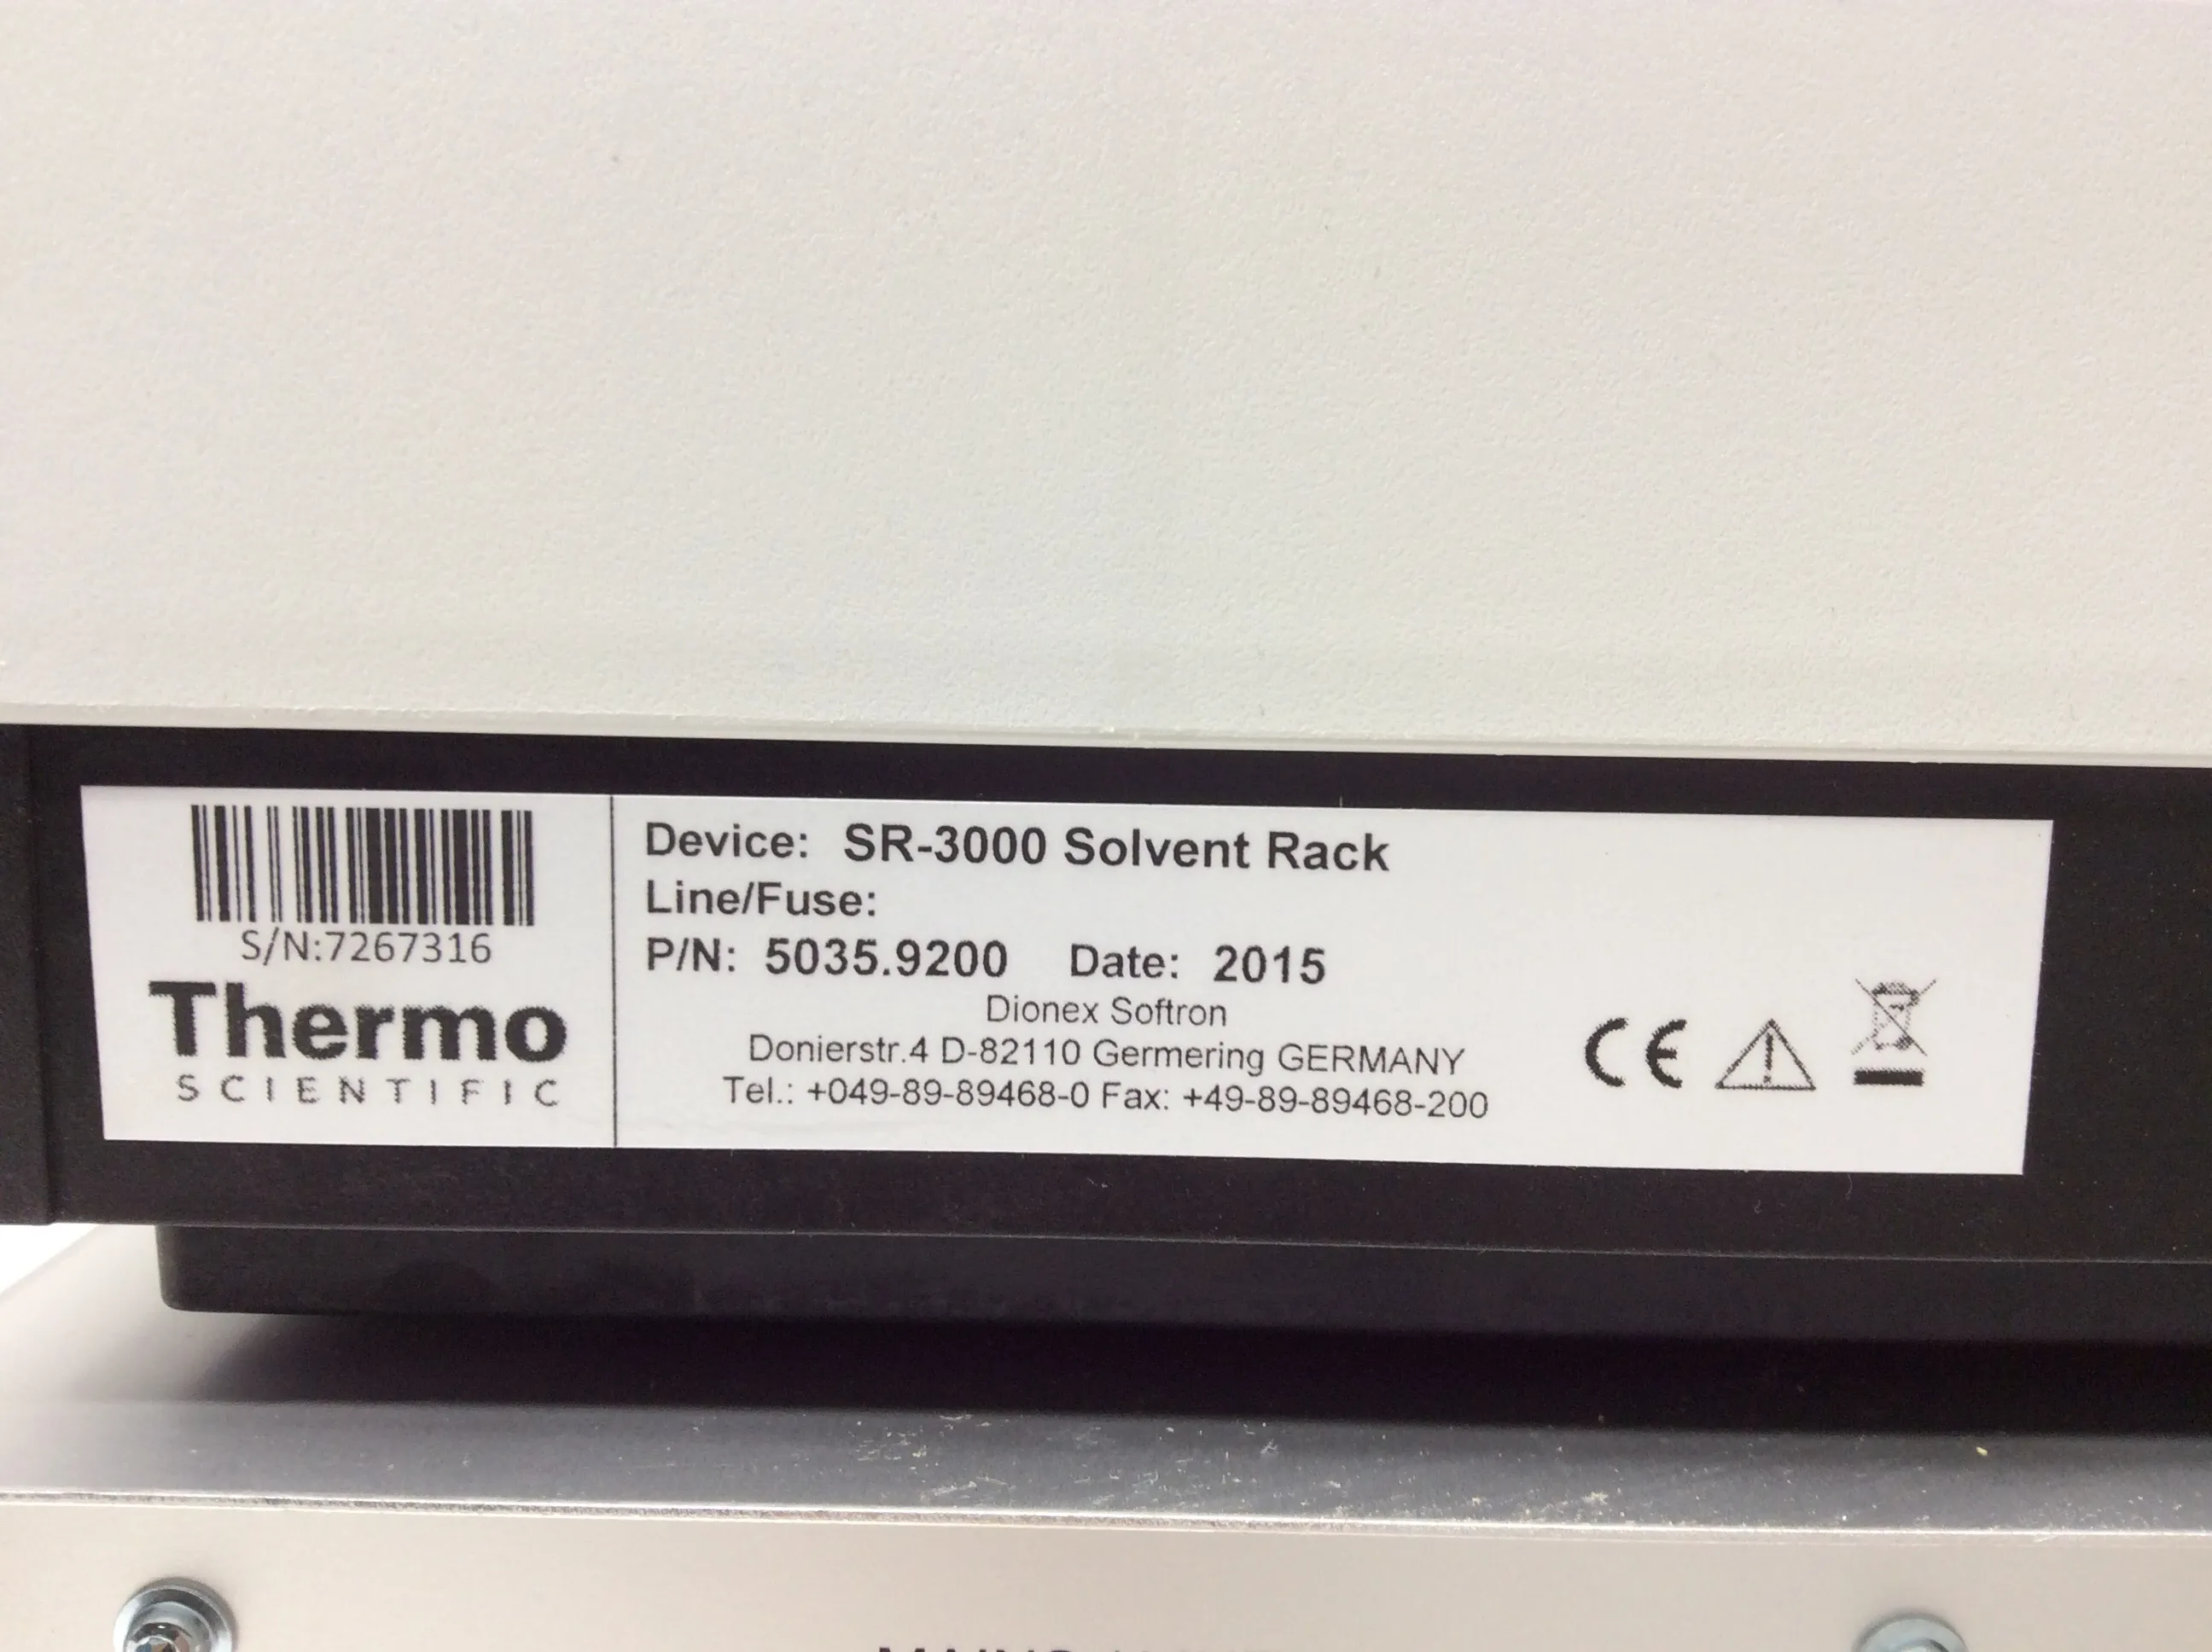 S/N:7267316
Thermo
SCIENTIFIC
Device: SR-3000 Solvent Rack
Line/Fuse:
P/N: 5035.9200 Date: 2015
Dionex Softron
Donierstr.4 D-82110 Germering GERMANY
Tel.: +049-89-89468-0 Fax: +49-89-89468-200
CE